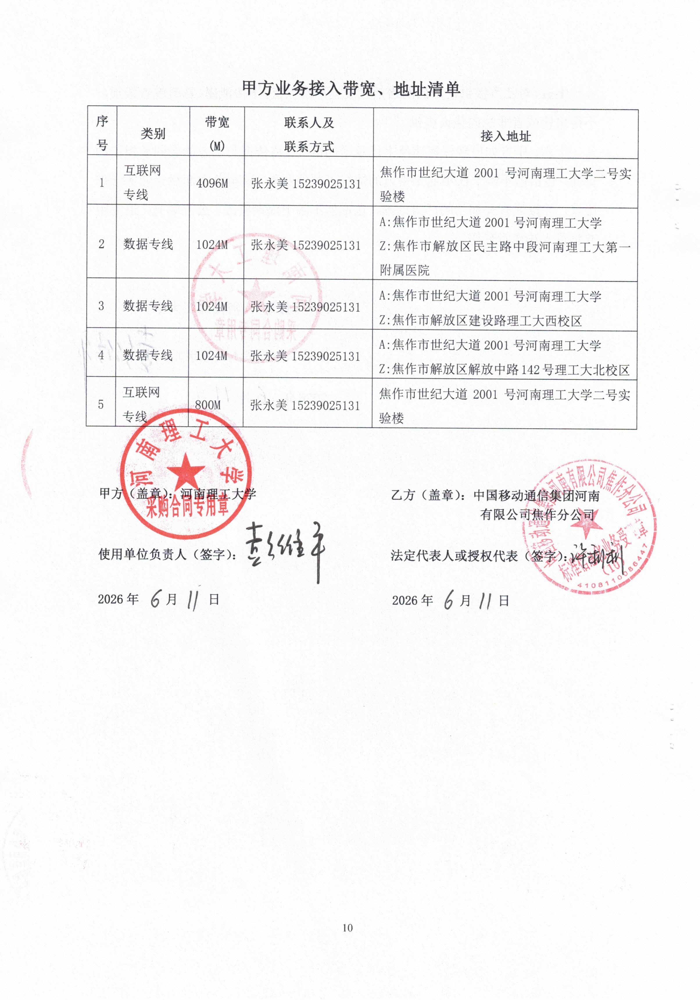 甲方业务接入带宽、地址清单
序号 类别 带宽(M) 联系人及联系方式 接入地址
1 互联网专线 4096M 张永美 15239025131 焦作市世纪大道 2001 号河南理工大学二号实
验楼
2 数据专线 1024M 张永美 15239025131 A:焦作市世纪大道 2001 号河南理工大学
Z:焦作市解放区民主路中段河南理工大第一
附属医院
3 数据专线 1024M 张永美 15239025131 A:焦作市世纪大道 2001 号河南理工大学
Z:焦作市解放区建设路理工大西校区
4 数据专线 1024M 张永美 15239025131 A:焦作市世纪大道 2001 号河南理工大学
Z:焦作市解放区解放中路 142 号理工大北校区
5 互联网专线 800M 张永美 15239025131 焦作市世纪大道 2001 号河南理工大学二号实
验楼
河南理工大学
采购合同专用章
甲方（盖章）：河南理工大学
乙方（盖章）：中国移动通信集团河南
有限公司焦作分公司
使用单位负责人（签字）：彭维平
法定代表人或授权代表（签字）：
标准信息化业务受
(10)
4108110086447
2026 年 6 月 11 日
2026 年 6 月 11 日
10